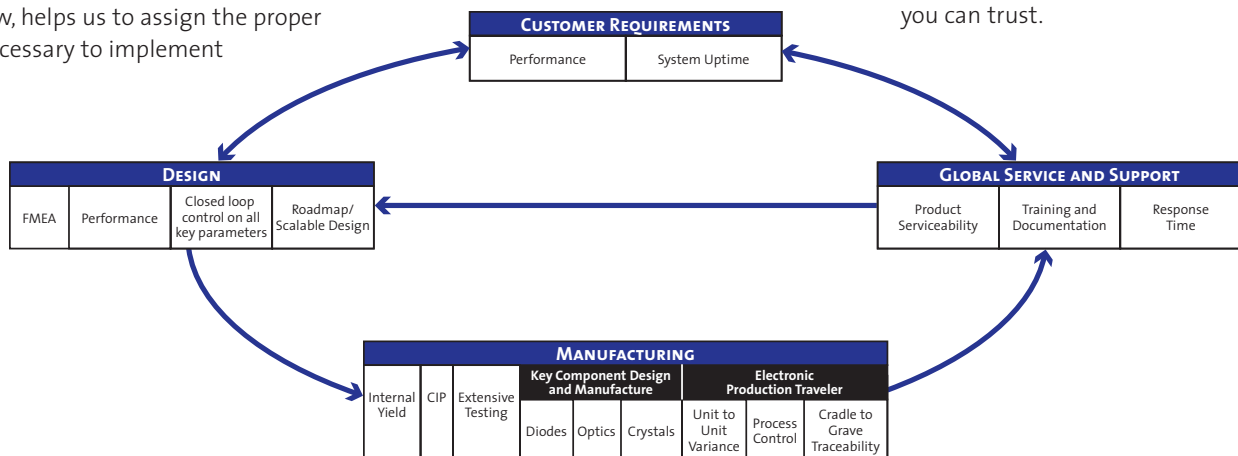 w, helps us to assign the proper
cessary to implement
you can trust.
CUSTOMER REQUIREMENTS
Performance
System Uptime
DESIGN
FMEA
Performance
Closed loop
control on all
key parameters
Roadmap/
Scalable Design
GLOBAL SERVICE AND SUPPORT
Product
Serviceability
Training and
Documentation
Response
Time
MANUFACTURING
Internal
Yield
CIP
Extensive
Testing
Key Component Design
and Manufacture
Diodes
Optics
Crystals
Electronic
Production Traveler
Unit to
Unit
Variance
Process
Control
Cradle to
Grave
Traceability